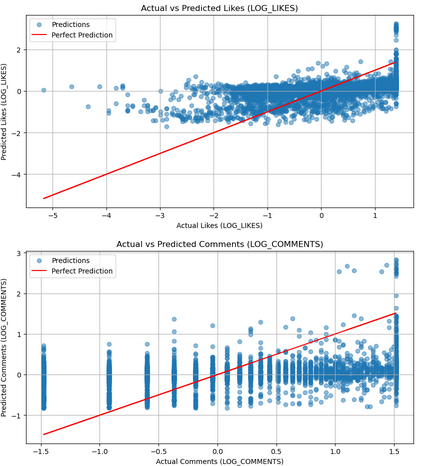 Actual vs Predicted Likes (LOG_LIKES)
Predictions
Perfect Prediction
Predicted Likes (LOG_LIKES)
2
0
−2
−4
−5
−4
−3
−2
−1
0
1
Actual Likes (LOG_LIKES)
Actual vs Predicted Comments (LOG_COMMENTS)
Predictions
Perfect Prediction
Predicted Comments (LOG_COMMENTS)
3
2
1
0
−1
−1.5
−1.0
−0.5
0.0
0.5
1.0
1.5
Actual Comments (LOG_COMMENTS)